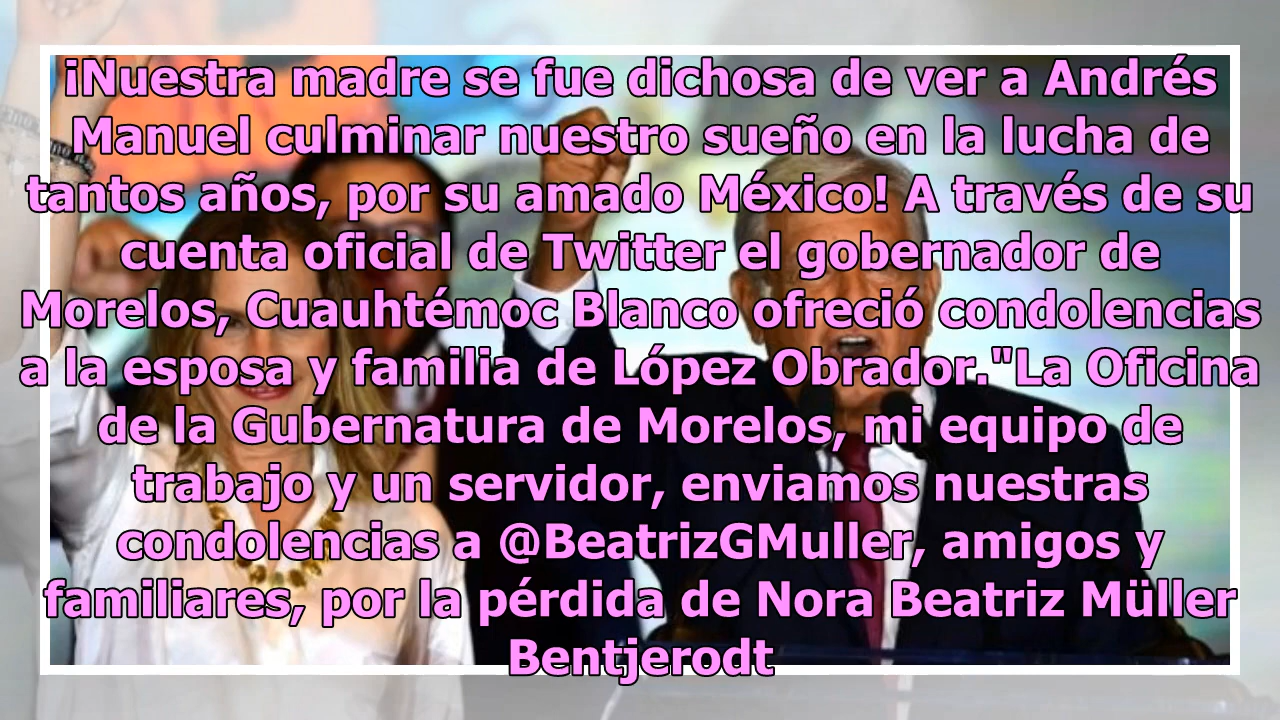 ¡Nuestra madre se fue dichosa de ver a Andrés
Manuel culminar nuestro sueño en la lucha de
tantos años, por su amado México! A través de su
cuenta oficial de Twitter el gobernador de
Morelos, Cuauhtémoc Blanco ofreció condolencias
a la esposa y familia de López Obrador."La Oficina
de la Gubernatura de Morelos, mi equipo de
trabajo y un servidor, enviamos nuestras
condolencias a @BeatrizGMuller, amigos y
familiares, por la pérdida de Nora Beatriz Müller
Bentjerodt